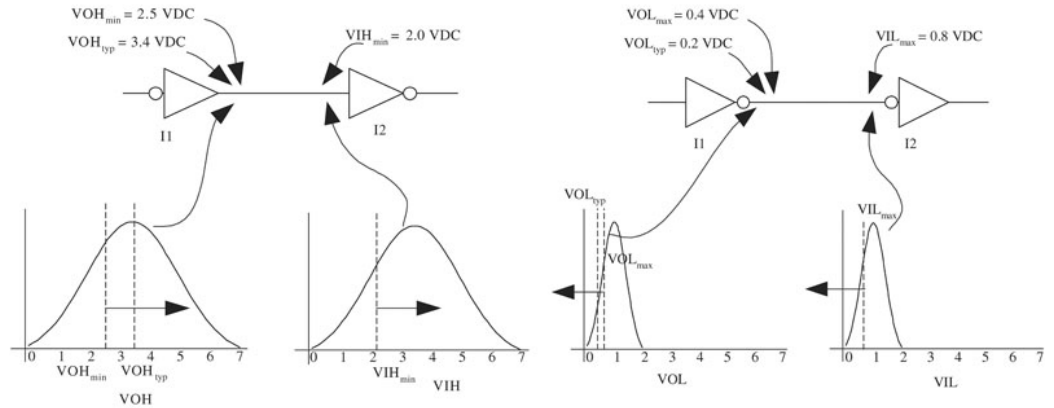 VOHmin = 2.5 VDC
VOHtyp = 3.4 VDC
VIHmin = 2.0 VDC
I1
I2
VOLmax = 0.4 VDC
VOLtyp = 0.2 VDC
VILmax = 0.8 VDC
I1
I2
0 1 2 3 4 5 6 7
VOHmin
VOHtyp
VOH
VIHmin
0 1 2 3 4 5 6 7
VIHmin
VIH
VOLtyp
VOLmax
0 1 2 3 4 5 6 7
VOL
VILmax
0 1 2 3 4 5 6 7
VIL